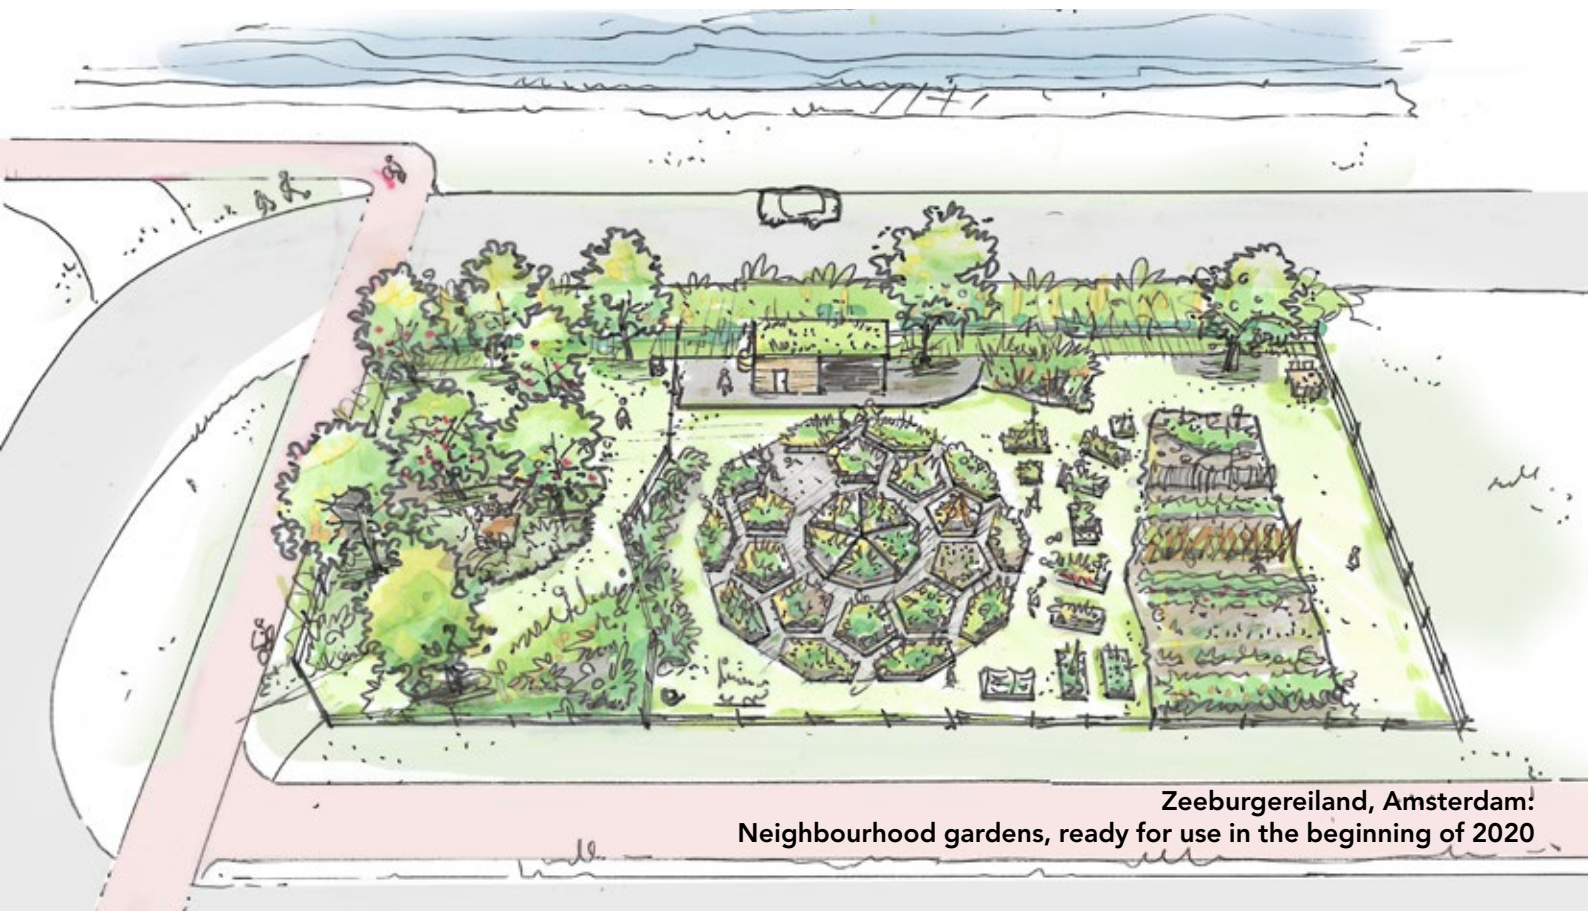 Zeeburgereiland, Amsterdam:
Neighbourhood gardens, ready for use in the beginning of 2020